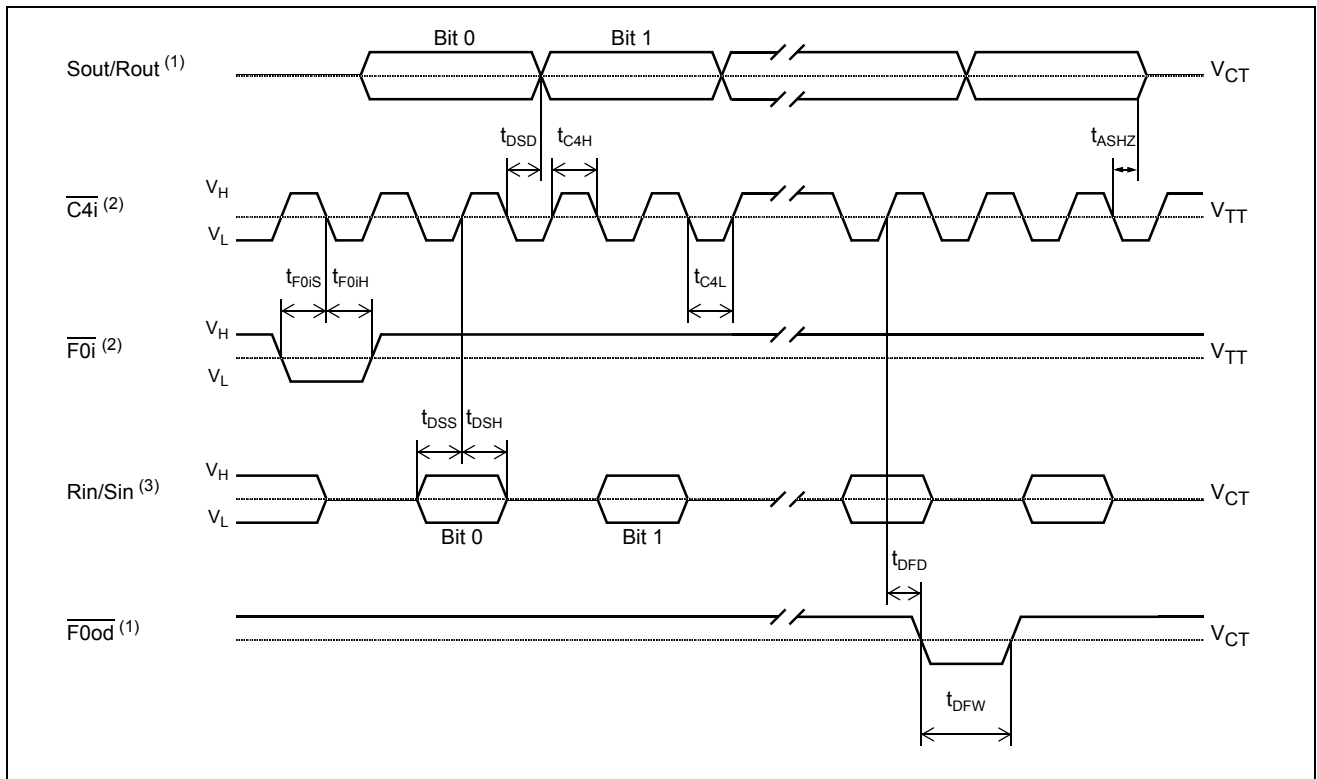 Bit 0 Bit 1
Sout/Rout (1) VCT
tDSD tC4H tASHZ
VH
C4i (2) VTT
VL
tF0iS tF0iH tC4L
VH
F0i (2) VTT
VL
tDSS tDSH
VH
Rin/Sin (3) VCT
VL
Bit 0 Bit 1
tDFD
F0od (1) VCT
tDFW